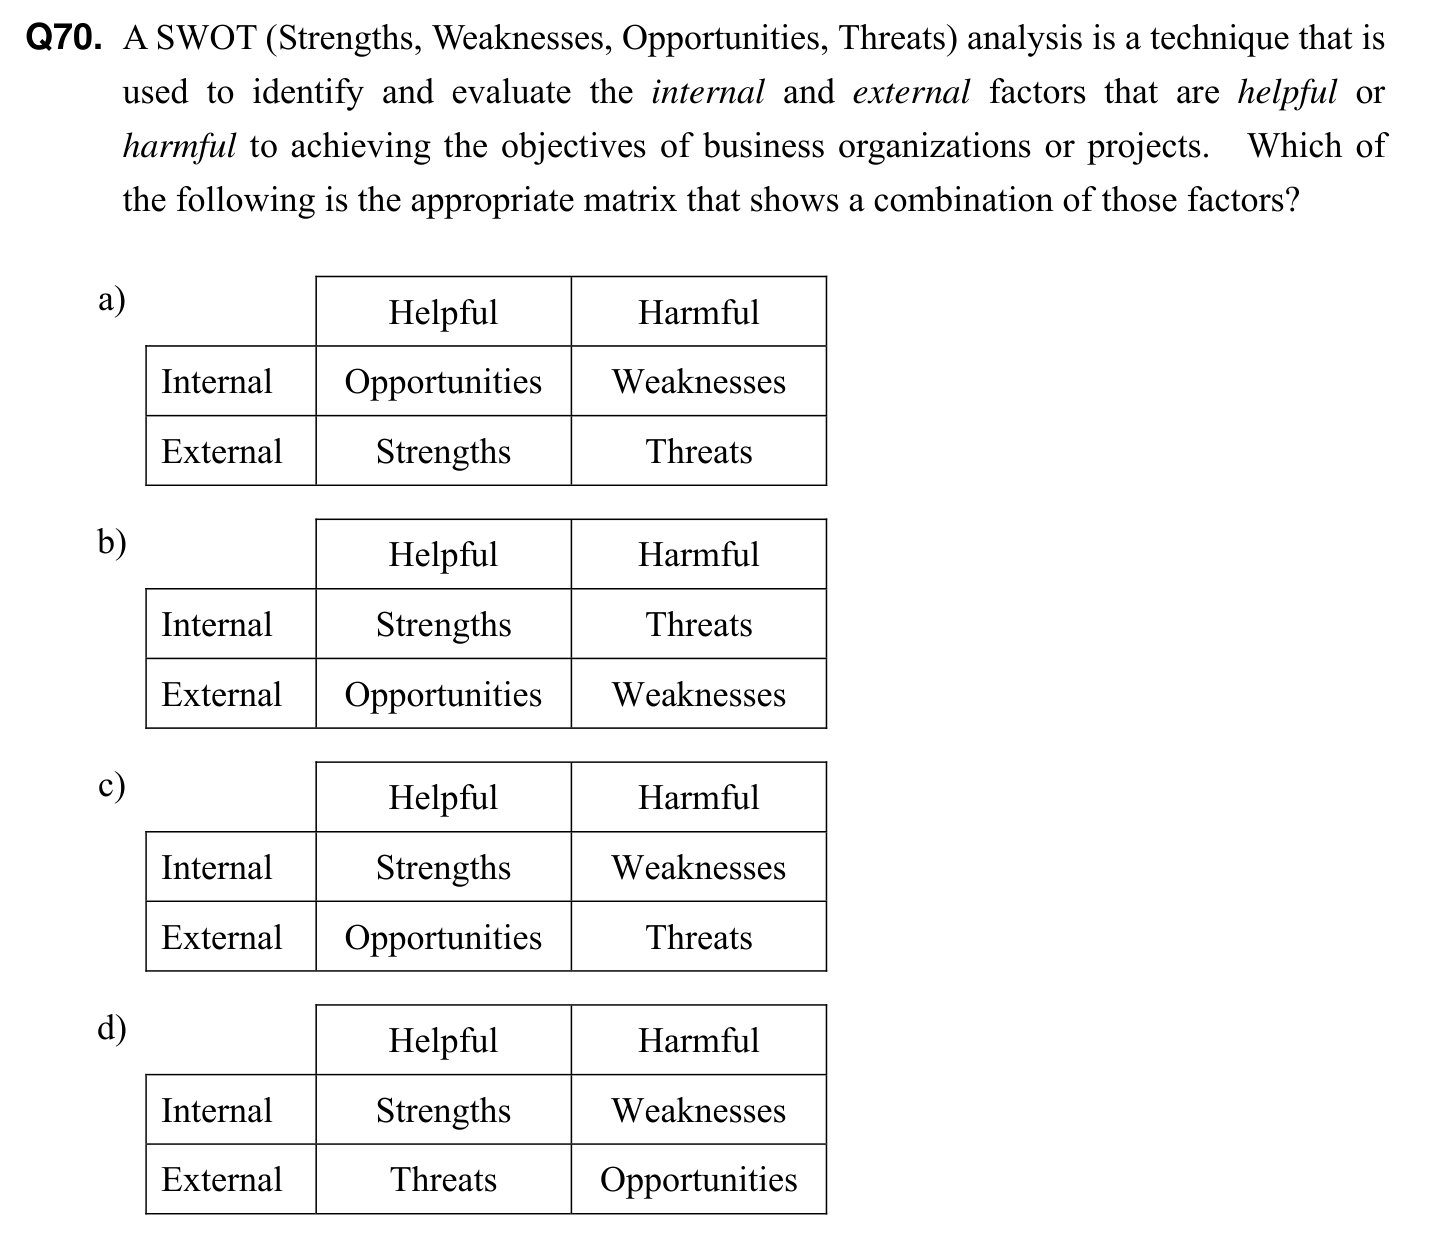 Q70. A SWOT (Strengths, Weaknesses, Opportunities, Threats) analysis is a technique that is
used to identify and evaluate the internal and external factors that are helpful or
harmful to achieving the objectives of business organizations or projects. Which of
the following is the appropriate matrix that shows a combination of those factors?
a)
Helpful Harmful
Internal Opportunities Weaknesses
External Strengths Threats
b)
Helpful Harmful
Internal Strengths Threats
External Opportunities Weaknesses
c)
Helpful Harmful
Internal Strengths Weaknesses
External Opportunities Threats
d)
Helpful Harmful
Internal Strengths Weaknesses
External Threats Opportunities